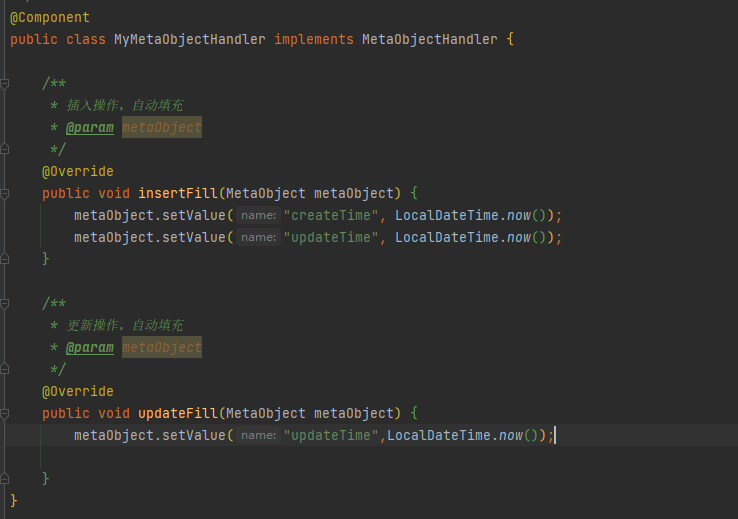 @Component
public class MyMetaObjectHandler implements MetaObjectHandler {
/**
* 插入操作，自动填充
* @param metaObject
*/
@Override
public void insertFill(MetaObject metaObject) {
metaObject.setValue( name: "createTime", LocalDateTime.now());
metaObject.setValue( name: "updateTime", LocalDateTime.now());
}
/**
* 更新操作，自动填充
* @param metaObject
*/
@Override
public void updateFill(MetaObject metaObject) {
metaObject.setValue( name: "updateTime",LocalDateTime.now());
}
}